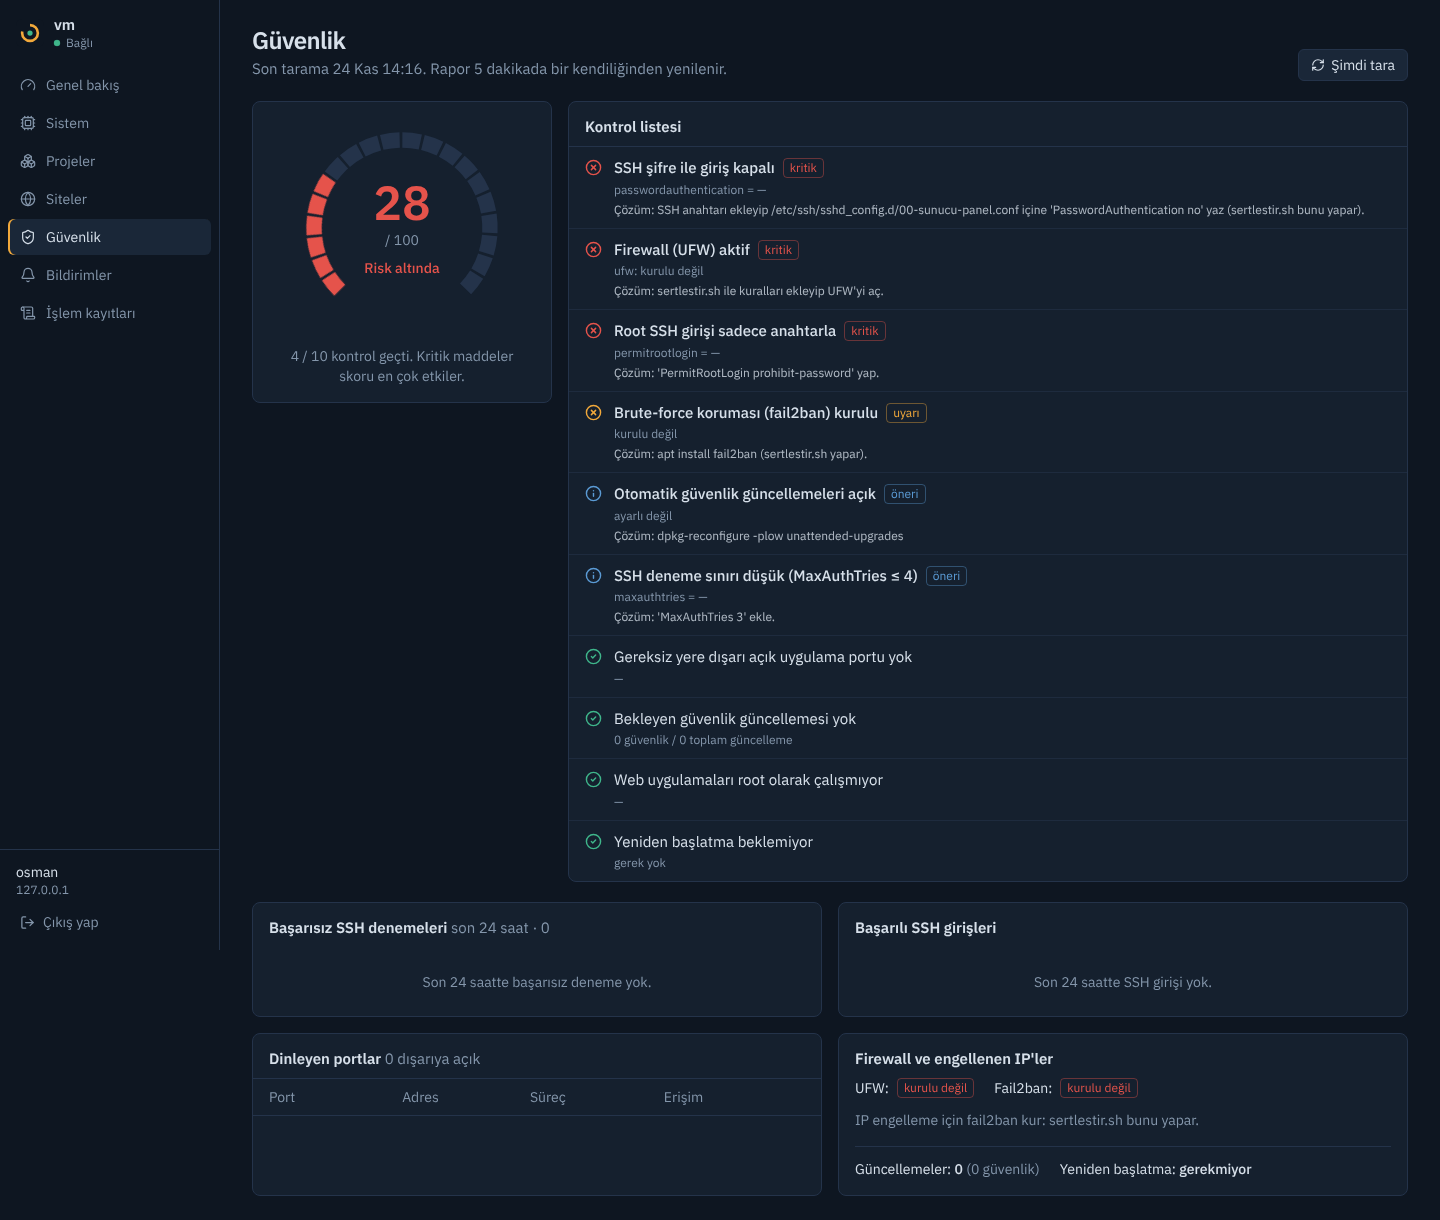 vm
Bağlı
Genel bakış
Sistem
Projeler
Siteler
Güvenlik
Bildirimler
İşlem kayıtları
osman
127.0.0.1
Çıkış yap
Güvenlik
Son tarama 24 Kas 14:16. Rapor 5 dakikada bir kendiliğinden yenilenir.
Şimdi tara
28
/ 100
Risk altında
4 / 10 kontrol geçti. Kritik maddeler
skoru en çok etkiler.
Kontrol listesi
SSH şifre ile giriş kapalı kritik
passwordauthentication = —
Çözüm: SSH anahtarı ekleyip /etc/ssh/sshd_config.d/00-sunucu-panel.conf içine 'PasswordAuthentication no' yaz (sertlestir.sh bunu yapar).
Firewall (UFW) aktif kritik
ufw: kurulu değil
Çözüm: sertlestir.sh ile kuralları ekleyip UFW'yi aç.
Root SSH girişi sadece anahtarla kritik
permitrootlogin = —
Çözüm: 'PermitRootLogin prohibit-password' yap.
Brute-force koruması (fail2ban) kurulu uyarı
kurulu değil
Çözüm: apt install fail2ban (sertlestir.sh yapar).
Otomatik güvenlik güncellemeleri açık öneri
ayarlı değil
Çözüm: dpkg-reconfigure -plow unattended-upgrades
SSH deneme sınırı düşük (MaxAuthTries ≤ 4) öneri
maxauthtries = —
Çözüm: 'MaxAuthTries 3' ekle.
Gereksiz yere dışarı açık uygulama portu yok
—
Bekleyen güvenlik güncellemesi yok
0 güvenlik / 0 toplam güncelleme
Web uygulamaları root olarak çalışmıyor
—
Yeniden başlatma beklemiyor
gerek yok
Başarısız SSH denemeleri son 24 saat · 0
Son 24 saatte başarısız deneme yok.
Başarılı SSH girişleri
Son 24 saatte SSH girişi yok.
Dinleyen portlar 0 dışarıya açık
Port Adres Süreç Erişim
Firewall ve engellenen IP'ler
UFW: kurulu değil Fail2ban: kurulu değil
IP engelleme için fail2ban kur: sertlestir.sh bunu yapar.
Güncellemeler: 0 (0 güvenlik) Yeniden başlatma: gerekmiyor